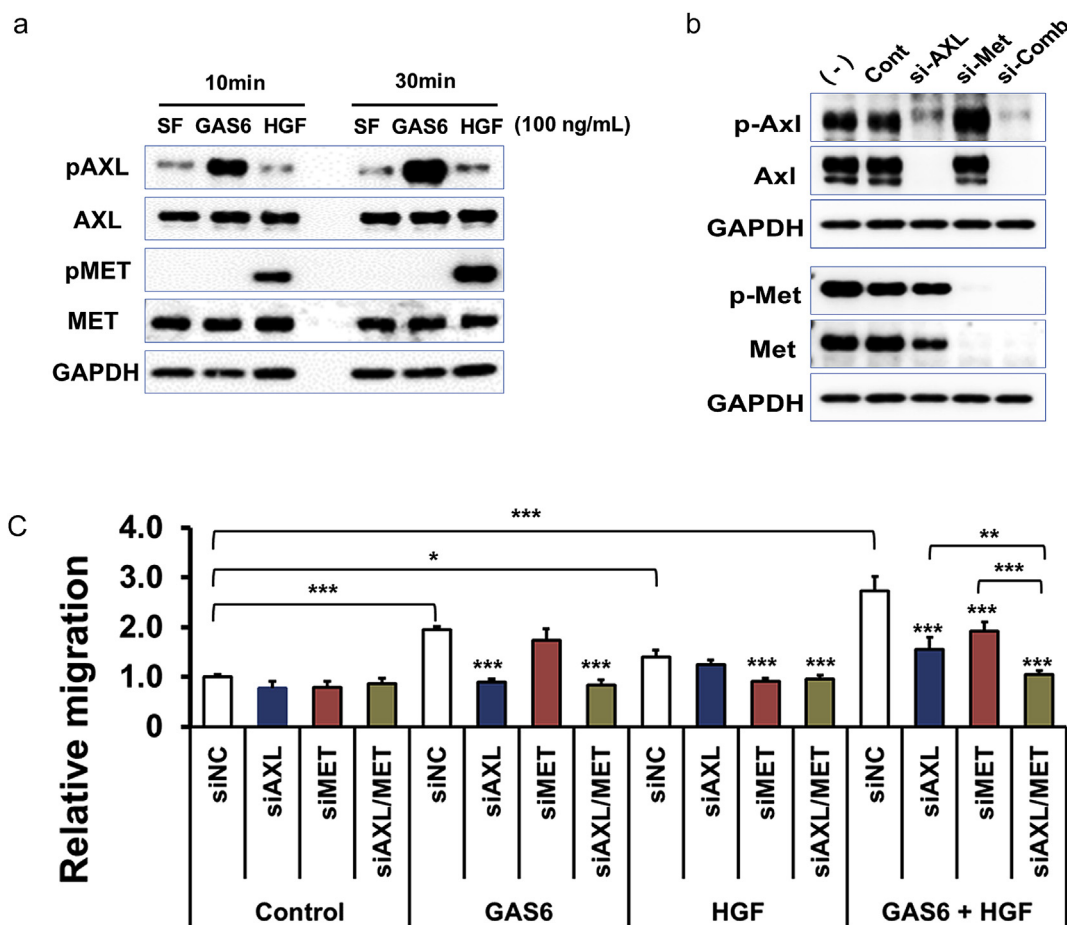 a
10min 30min
SF GAS6 HGF SF GAS6 HGF (100 ng/mL)
pAXL
AXL
pMET
MET
GAPDH
b
(-) Cont si-AXL si-Met si-Comb
p-Axl
Axl
GAPDH
p-Met
Met
GAPDH
C
Relative migration
4.0
3.0
2.0
1.0
0
***
*
***
**
***
*** *** *** *** *** *** ***
siNC siAXL siMET siAXL/MET siNC siAXL siMET siAXL/MET siNC siAXL siMET siAXL/MET siNC siAXL siMET siAXL/MET
Control GAS6 HGF GAS6 + HGF